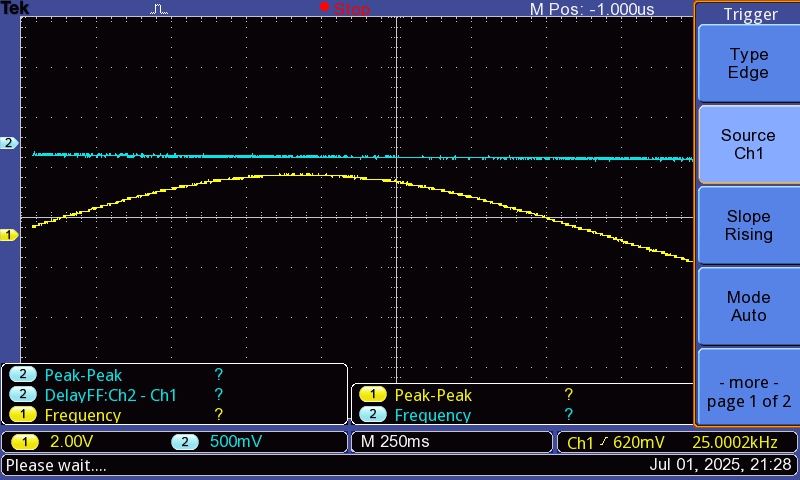 Tek
Stop
M Pos: -1.000us
Trigger
Type
Edge
Source
Ch1
Slope
Rising
Mode
Auto
- more -
page 1 of 2
2
1
2 Peak-Peak ?
2 DelayFF:Ch2 - Ch1 ?
1 Frequency ?
1 Peak-Peak ?
2 Frequency ?
1 2.00V
2 500mV
M 250ms
Ch1 620mV 25.0002kHz
Please wait....
Jul 01, 2025, 21:28